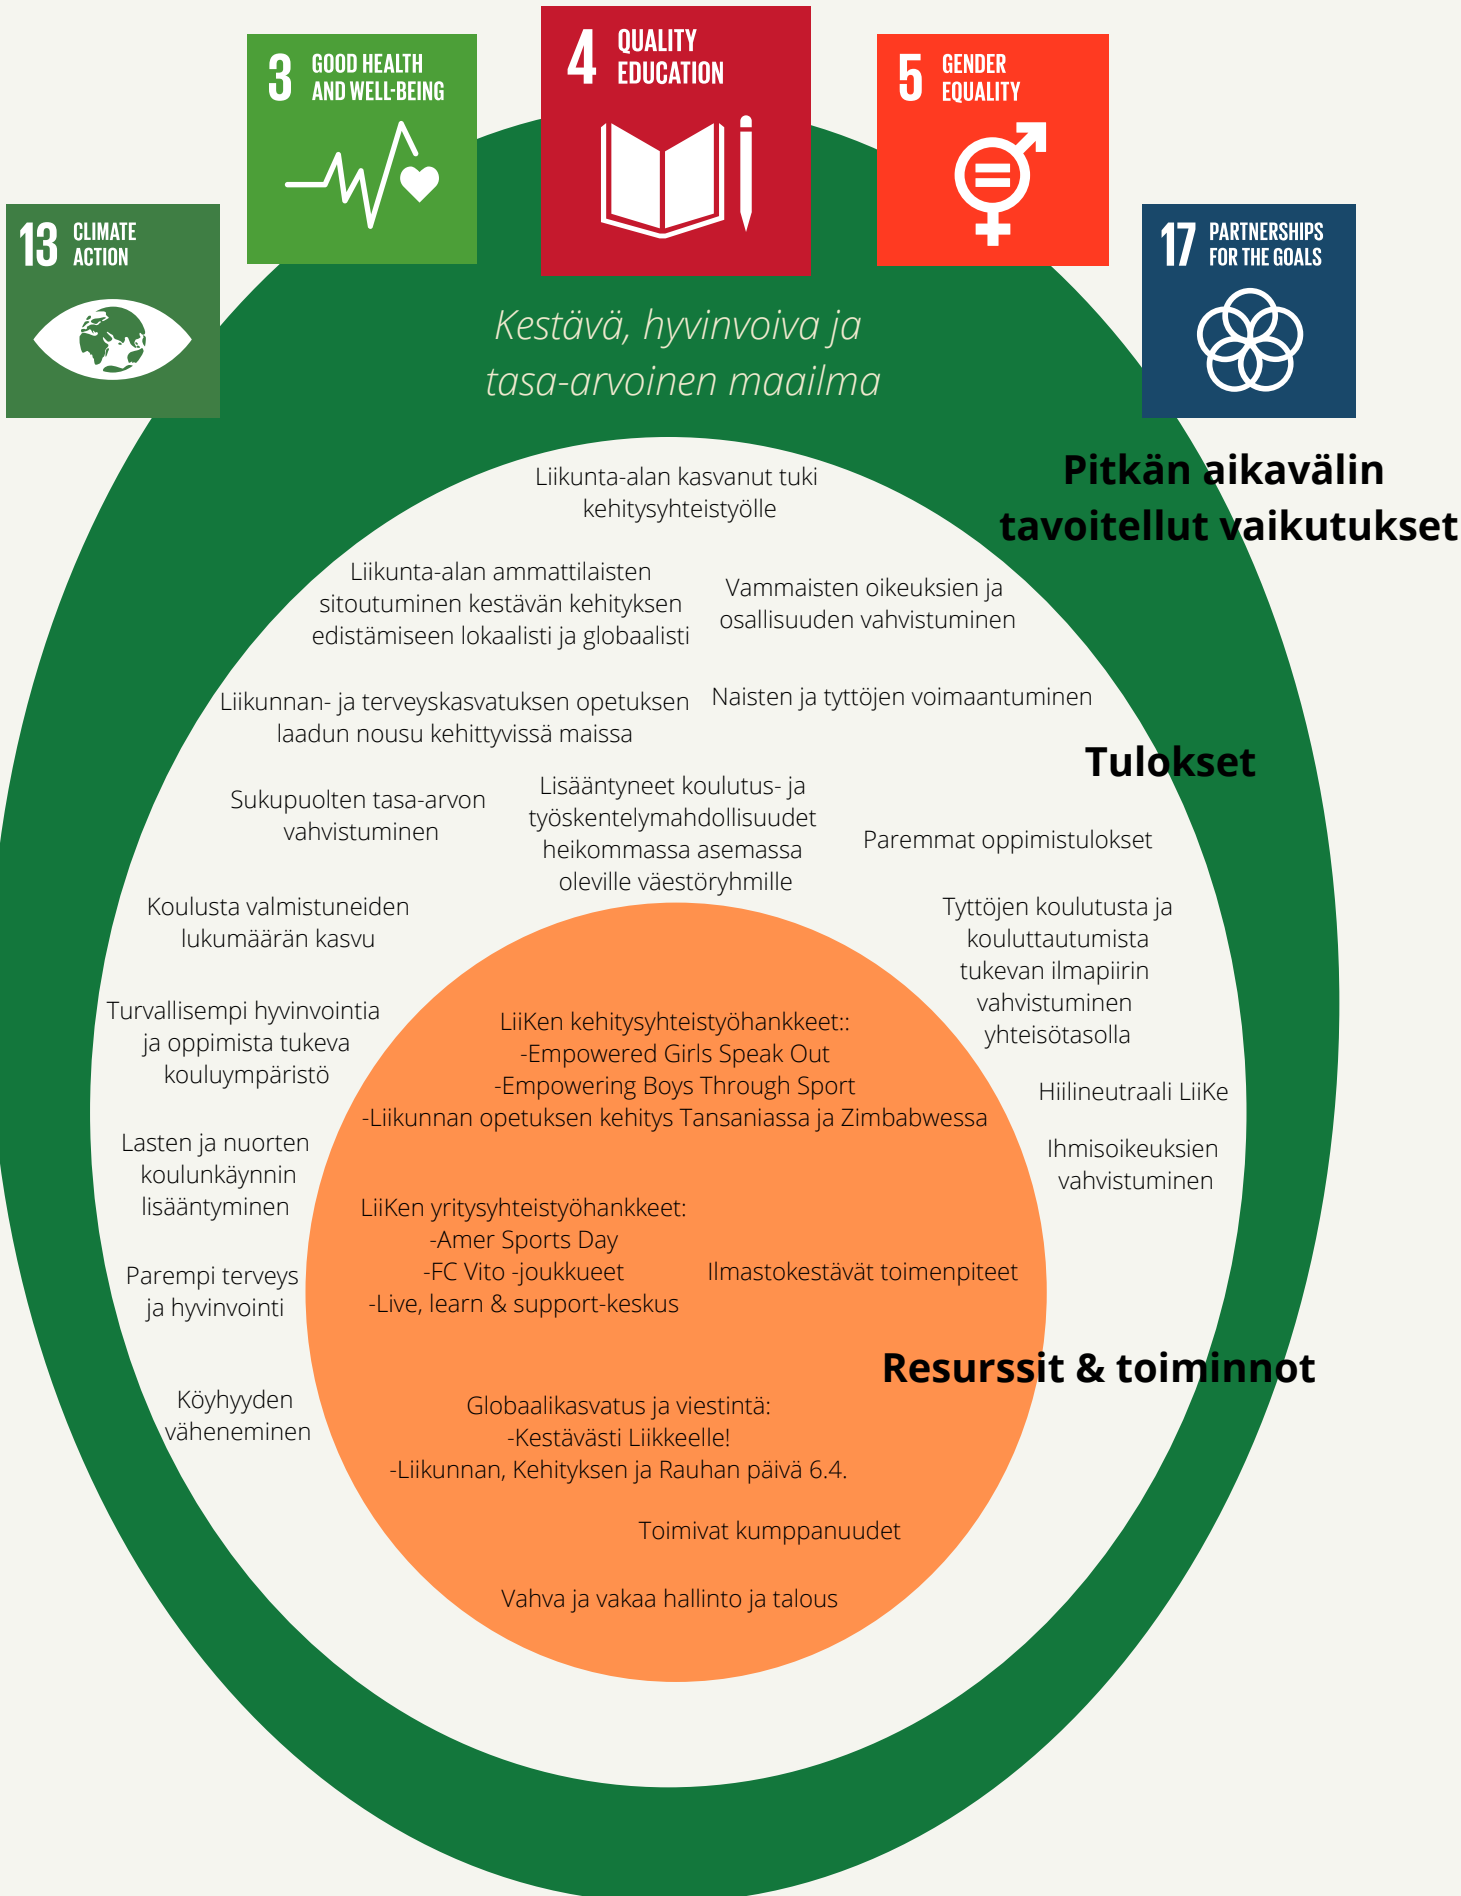 13 CLIMATE
ACTION
3 GOOD HEALTH
AND WELL-BEING
4 QUALITY
EDUCATION
5 GENDER
EQUALITY
17 PARTNERSHIPS
FOR THE GOALS
Kestävä, hyvinvoiva ja
tasa-arvoinen maailma
Pitkän aikavälin
tavoitellut vaikutukset
Liikunta-alan kasvanut tuki
kehitysyhteistyölle
Liikunta-alan ammattilaisten
sitoutuminen kestävän kehityksen
edistämiseen lokaalisti ja globaalisti
Vammaisten oikeuksien ja
osallisuuden vahvistuminen
Liikunnan- ja terveyskasvatuksen opetuksen
laadun nousu kehittyvissä maissa
Naisten ja tyttöjen voimaantuminen
Tulokset
Sukupuolten tasa-arvon
vahvistuminen
Lisääntyneet koulutus- ja
työskentelymahdollisuudet
heikommassa asemassa
oleville väestöryhmille
Paremmat oppimistulokset
Koulusta valmistuneiden
lukumäärän kasvu
Tyttöjen koulutusta ja
kouluttautumista
tukevan ilmapiirin
vahvistuminen
yhteisötasolla
Turvallisempi hyvinvointia
ja oppimista tukeva
kouluympäristö
LiiKen kehitysyhteistyöhankkeet::
-Empowered Girls Speak Out
-Empowering Boys Through Sport
-Liikunnan opetuksen kehitys Tansaniassa ja Zimbabwessa
Hiilineutraali LiiKe
Lasten ja nuorten
koulunkäynnin
lisääntyminen
Ihmisoikeuksien
vahvistuminen
LiiKen yritysyhteistyöhankkeet:
-Amer Sports Day
-FC Vito -joukkueet
-Live, learn & support-keskus
Ilmastokestävät toimenpiteet
Parempi terveys
ja hyvinvointi
Resurssit & toiminnot
Köyhyyden
väheneminen
Globaalikasvatus ja viestintä:
-Kestävästi Liikkeelle!
-Liikunnan, Kehityksen ja Rauhan päivä 6.4.
Toimivat kumppanuudet
Vahva ja vakaa hallinto ja talous